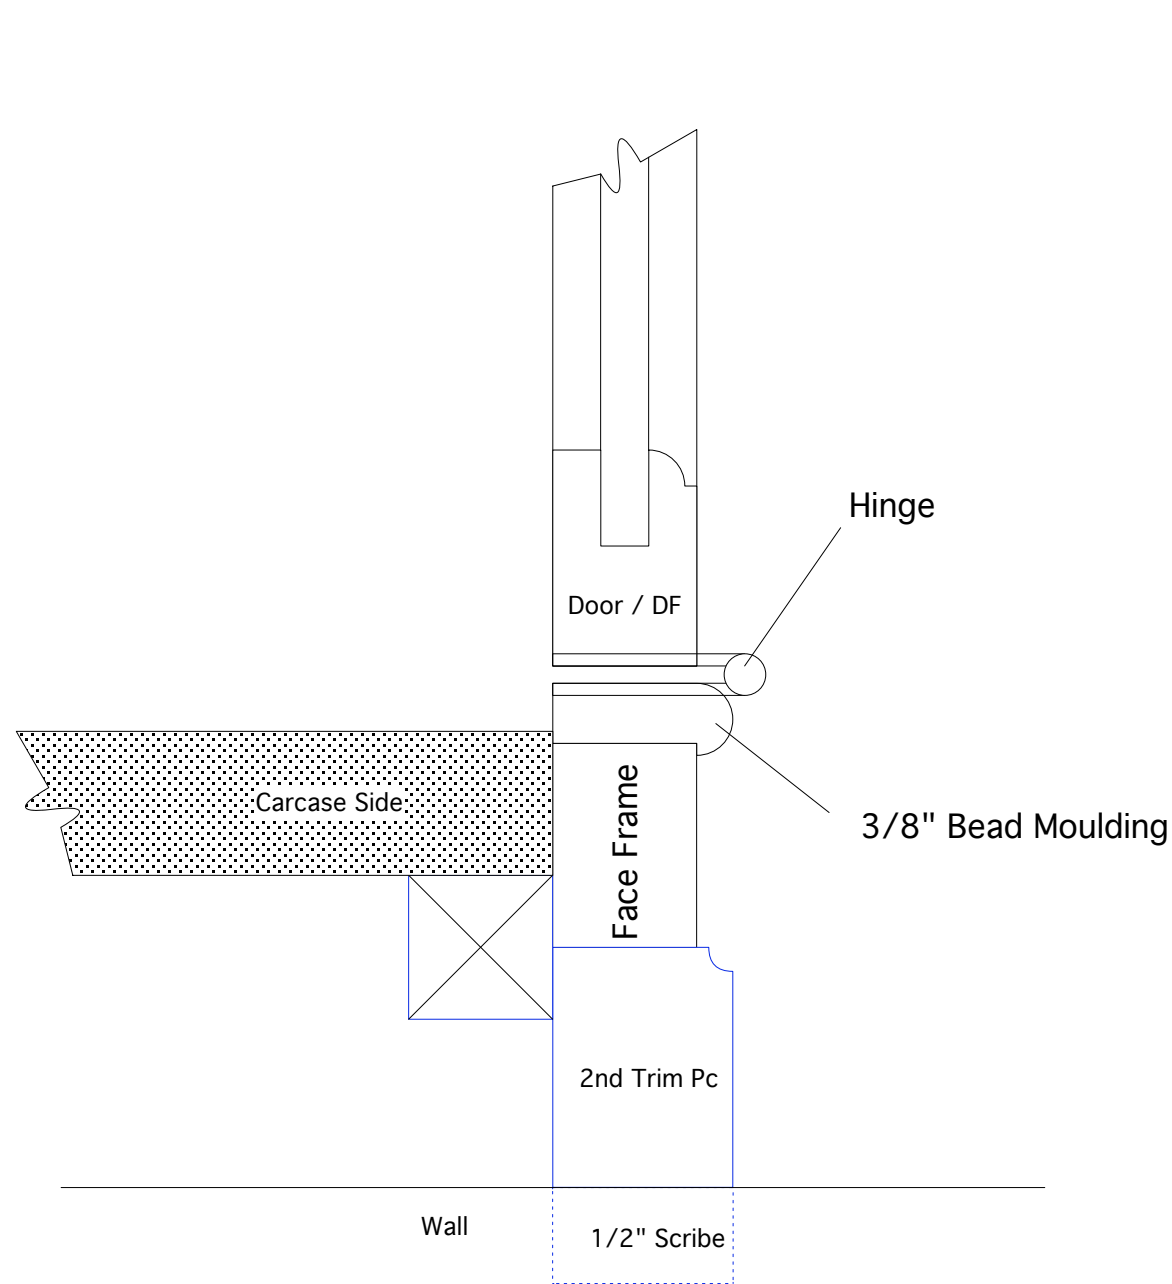 Hinge
Door / DF
Carcase Side
3/8" Bead Moulding
Face Frame
2nd Trim Pc
Wall
1/2" Scribe